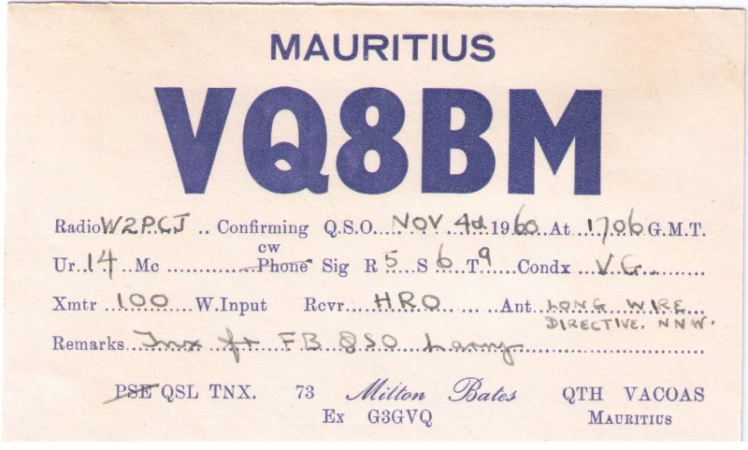 MAURITIUS
VQ8BM
Radio W2PCJ .. Confirming Q.S.O. NOV 4d 1960 At 1706 G.M.T.
cw
Ur. 14 Mc ............ Phone Sig R 5 S 6 T 9 Condx V.G.
Xmtr 100 W.Input Rcvr HRO Ant LONG WIRE
DIRECTIVE. NNW.
Remarks Tnx fr FB QSO Larry
PSE QSL TNX. 73 Milton Bates QTH VACOAS
Ex G3GVQ MAURITIUS